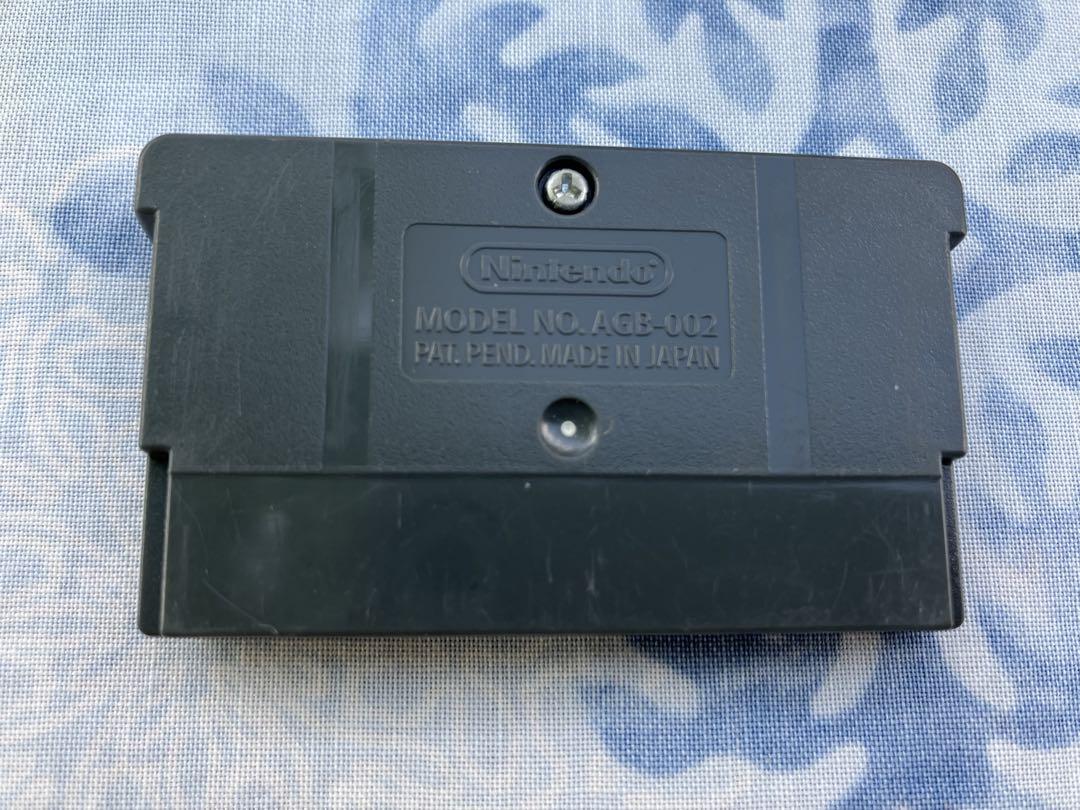 Nintendo
MODEL NO. AGB-002
PAT. PEND. MADE IN JAPAN